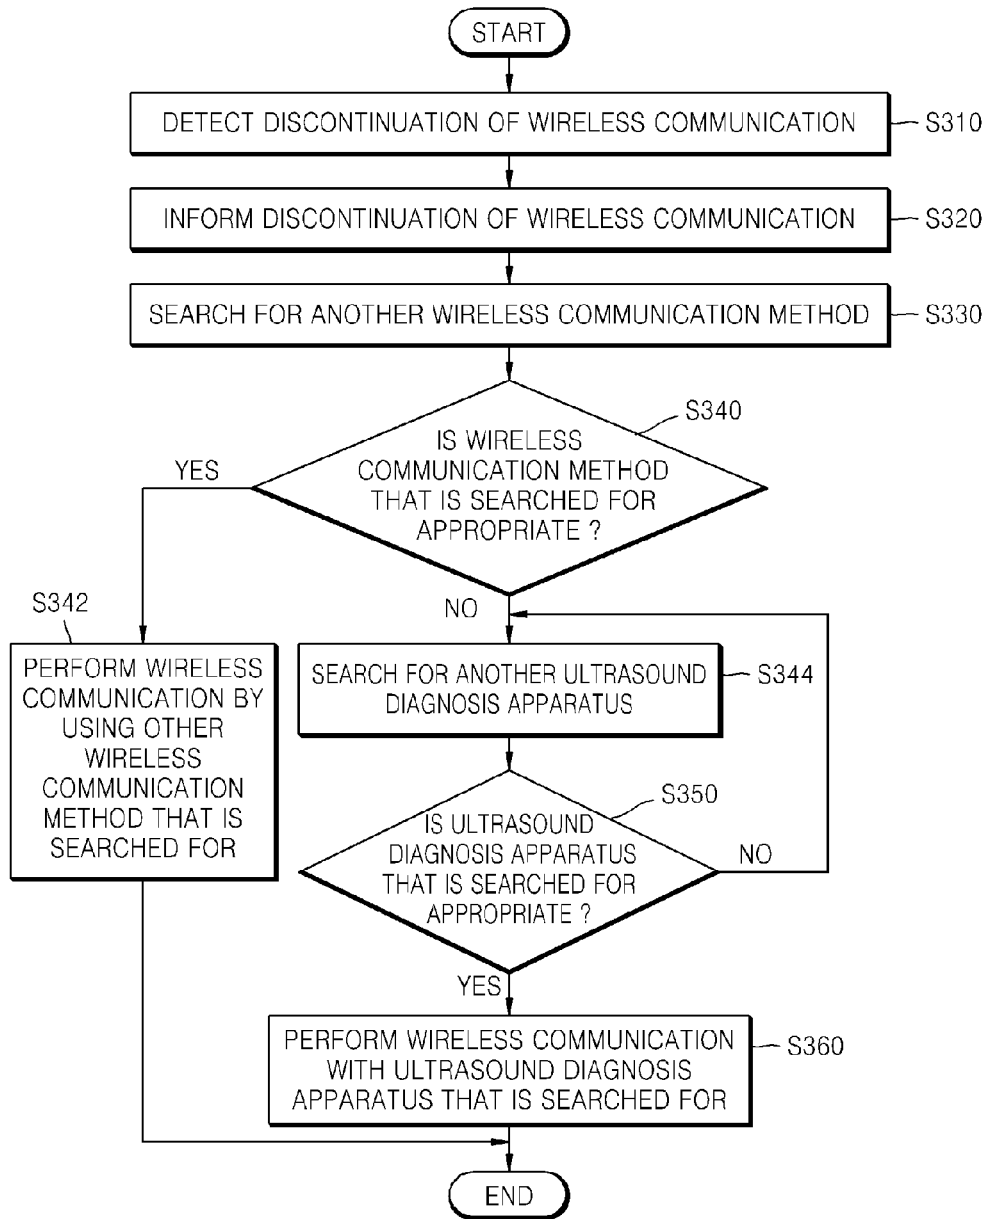 START
DETECT DISCONTINUATION OF WIRELESS COMMUNICATION
S310
INFORM DISCONTINUATION OF WIRELESS COMMUNICATION
S320
SEARCH FOR ANOTHER WIRELESS COMMUNICATION METHOD
S330
S340
IS WIRELESS
COMMUNICATION METHOD
THAT IS SEARCHED FOR
APPROPRIATE ?
YES
NO
S342
PERFORM WIRELESS
COMMUNICATION BY
USING OTHER
WIRELESS
COMMUNICATION
METHOD THAT IS
SEARCHED FOR
SEARCH FOR ANOTHER ULTRASOUND
DIAGNOSIS APPARATUS
S344
S350
IS ULTRASOUND
DIAGNOSIS APPARATUS
THAT IS SEARCHED FOR
APPROPRIATE ?
NO
YES
PERFORM WIRELESS COMMUNICATION
WITH ULTRASOUND DIAGNOSIS
APPARATUS THAT IS SEARCHED FOR
S360
END